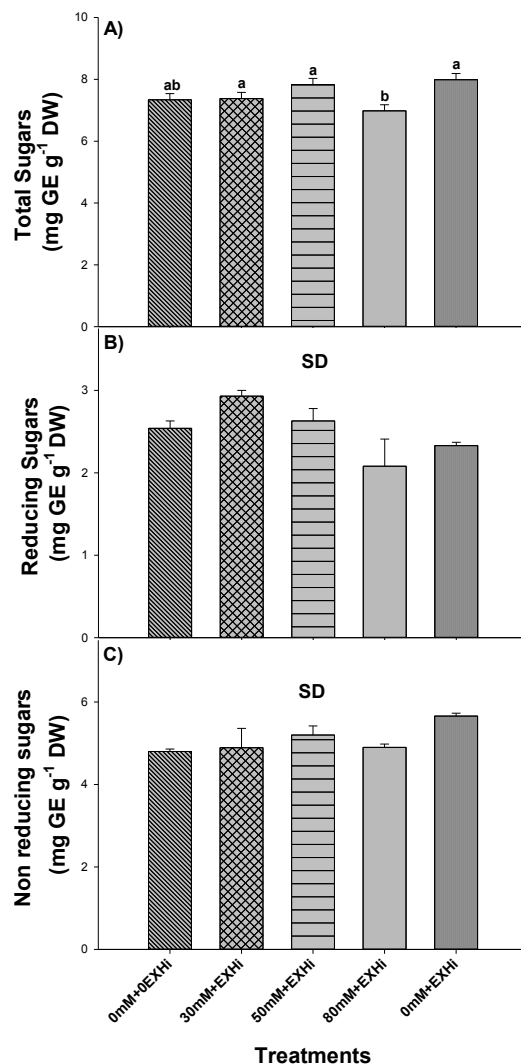 A)
Total Sugars
(mg GE g⁻¹ DW)
10
8
6
4
2
0
ab
a
a
b
a
B)
SD
Reducing Sugars
(mg GE g⁻¹ DW)
3
2
1
0
C)
SD
Non reducing sugars
(mg GE g⁻¹ DW)
6
4
2
0
0mM+0EXHi
30mM+EXHi
50mM+EXHi
80mM+EXHi
0mM+EXHi
Treatments